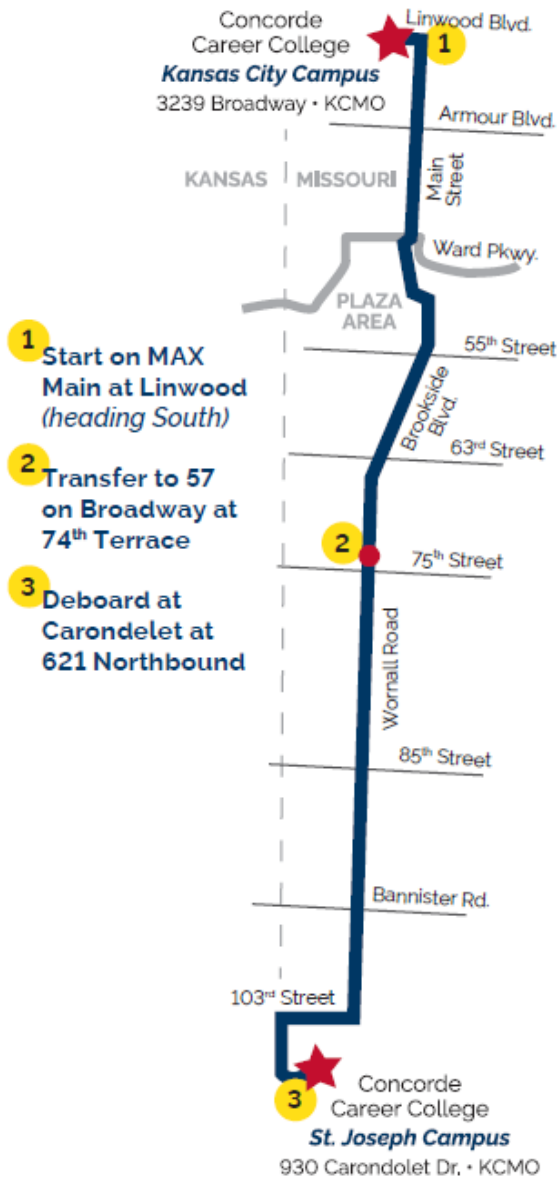 Concorde
Career College
Kansas City Campus
3239 Broadway • KCMO
Linwood Blvd.
1
Armour Blvd.
KANSAS
MISSOURI
Main
Street
Ward Pkwy.
PLAZA
AREA
1
Start on MAX
Main at Linwood
(heading South)
55th Street
Brookside
Blvd.
63rd Street
2
Transfer to 57
on Broadway at
74th Terrace
2
75th Street
3
Deboard at
Carondelet at
621 Northbound
Wornall Road
85th Street
Bannister Rd.
103rd Street
3
Concorde
Career College
St. Joseph Campus
930 Carondolet Dr, • KCMO